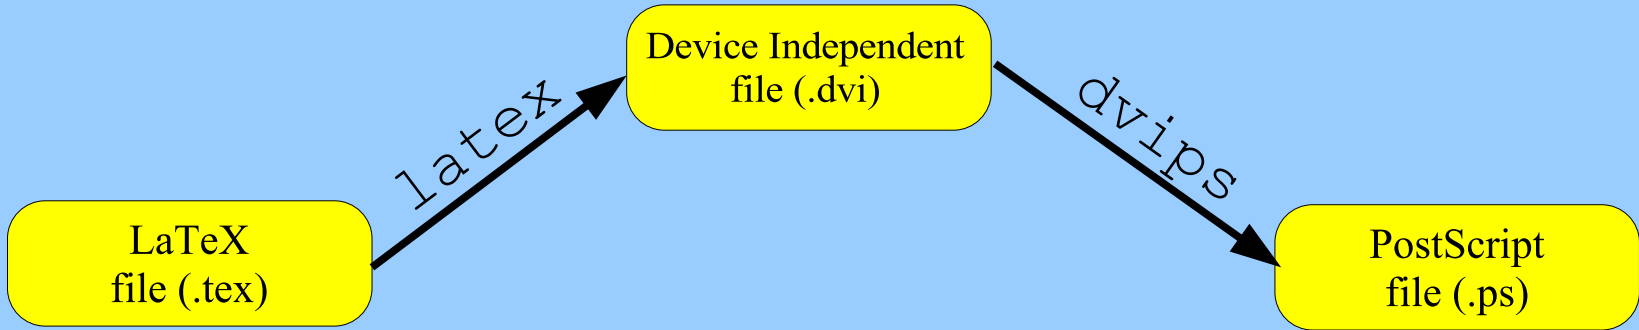 Device Independent
file (.dvi)
latex
dvips
LaTeX
file (.tex)
PostScript
file (.ps)